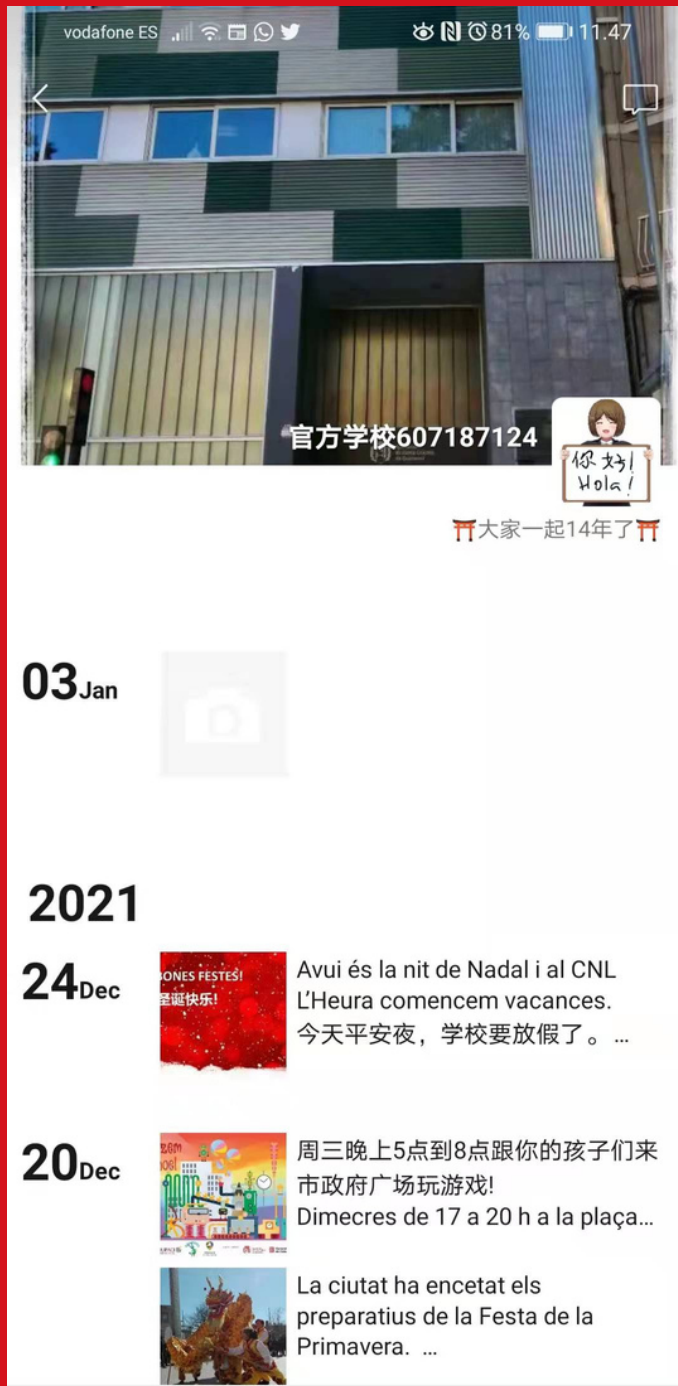 vodafone ES
81%
11.47
官方学校607187124
你好!
Hola!
⛩️大家一起14年了⛩️
03Jan
2021
24Dec
BONES FESTES!
圣诞快乐!
Avui és la nit de Nadal i al CNL
L'Heura comencem vacances.
今天平安夜，学校要放假了。...
20Dec
周三晚上5点到8点跟你的孩子们来
市政府广场玩游戏!
Dimecres de 17 a 20 h a la plaça...
La ciutat ha encetat els
preparatius de la Festa de la
Primavera. ...